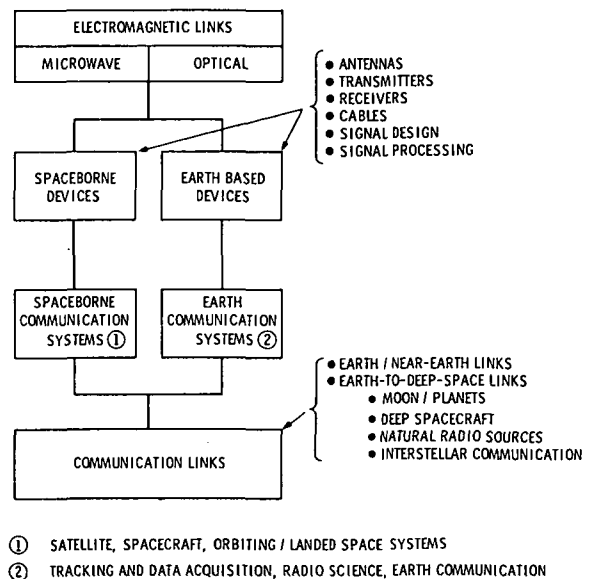 ELECTROMAGNETIC LINKS
MICROWAVE
OPTICAL
● ANTENNAS
● TRANSMITTERS
● RECEIVERS
● CABLES
● SIGNAL DESIGN
● SIGNAL PROCESSING
SPACEBORNE
DEVICES
EARTH BASED
DEVICES
SPACEBORNE
COMMUNICATION
SYSTEMS ①
EARTH
COMMUNICATION
SYSTEMS ②
● EARTH / NEAR-EARTH LINKS
● EARTH-TO-DEEP-SPACE LINKS
● MOON / PLANETS
● DEEP SPACECRAFT
● NATURAL RADIO SOURCES
● INTERSTELLAR COMMUNICATION
COMMUNICATION LINKS
① SATELLITE, SPACECRAFT, ORBITING / LANDED SPACE SYSTEMS
② TRACKING AND DATA ACQUISITION, RADIO SCIENCE, EARTH COMMUNICATION